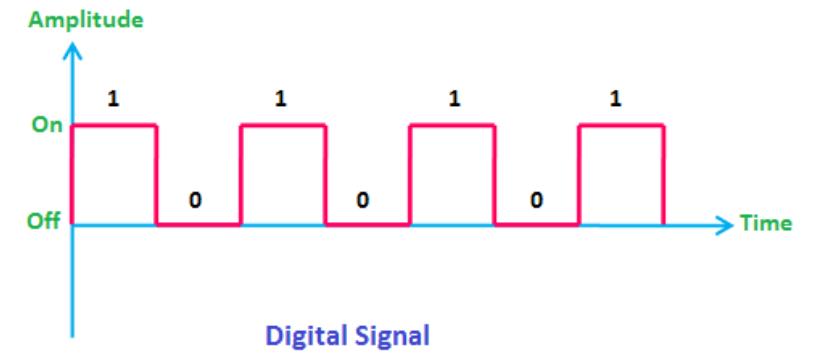 Amplitude
1 1 1 1
On
0 0 0
Off
Time
Digital Signal